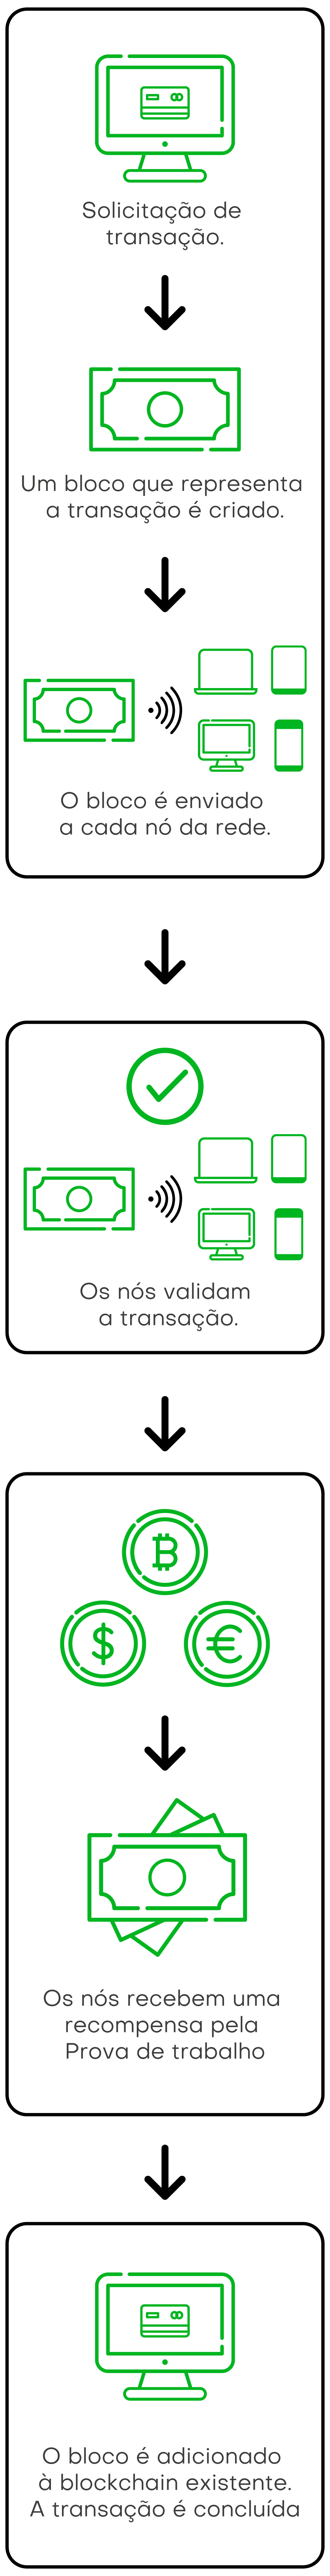 Solicitação de
transação.
Um bloco que representa
a transação é criado.
O bloco é enviado
a cada nó da rede.
Os nós validam
a transação.
Os nós recebem uma
recompensa pela
Prova de trabalho
O bloco é adicionado
à blockchain existente.
A transação é concluída